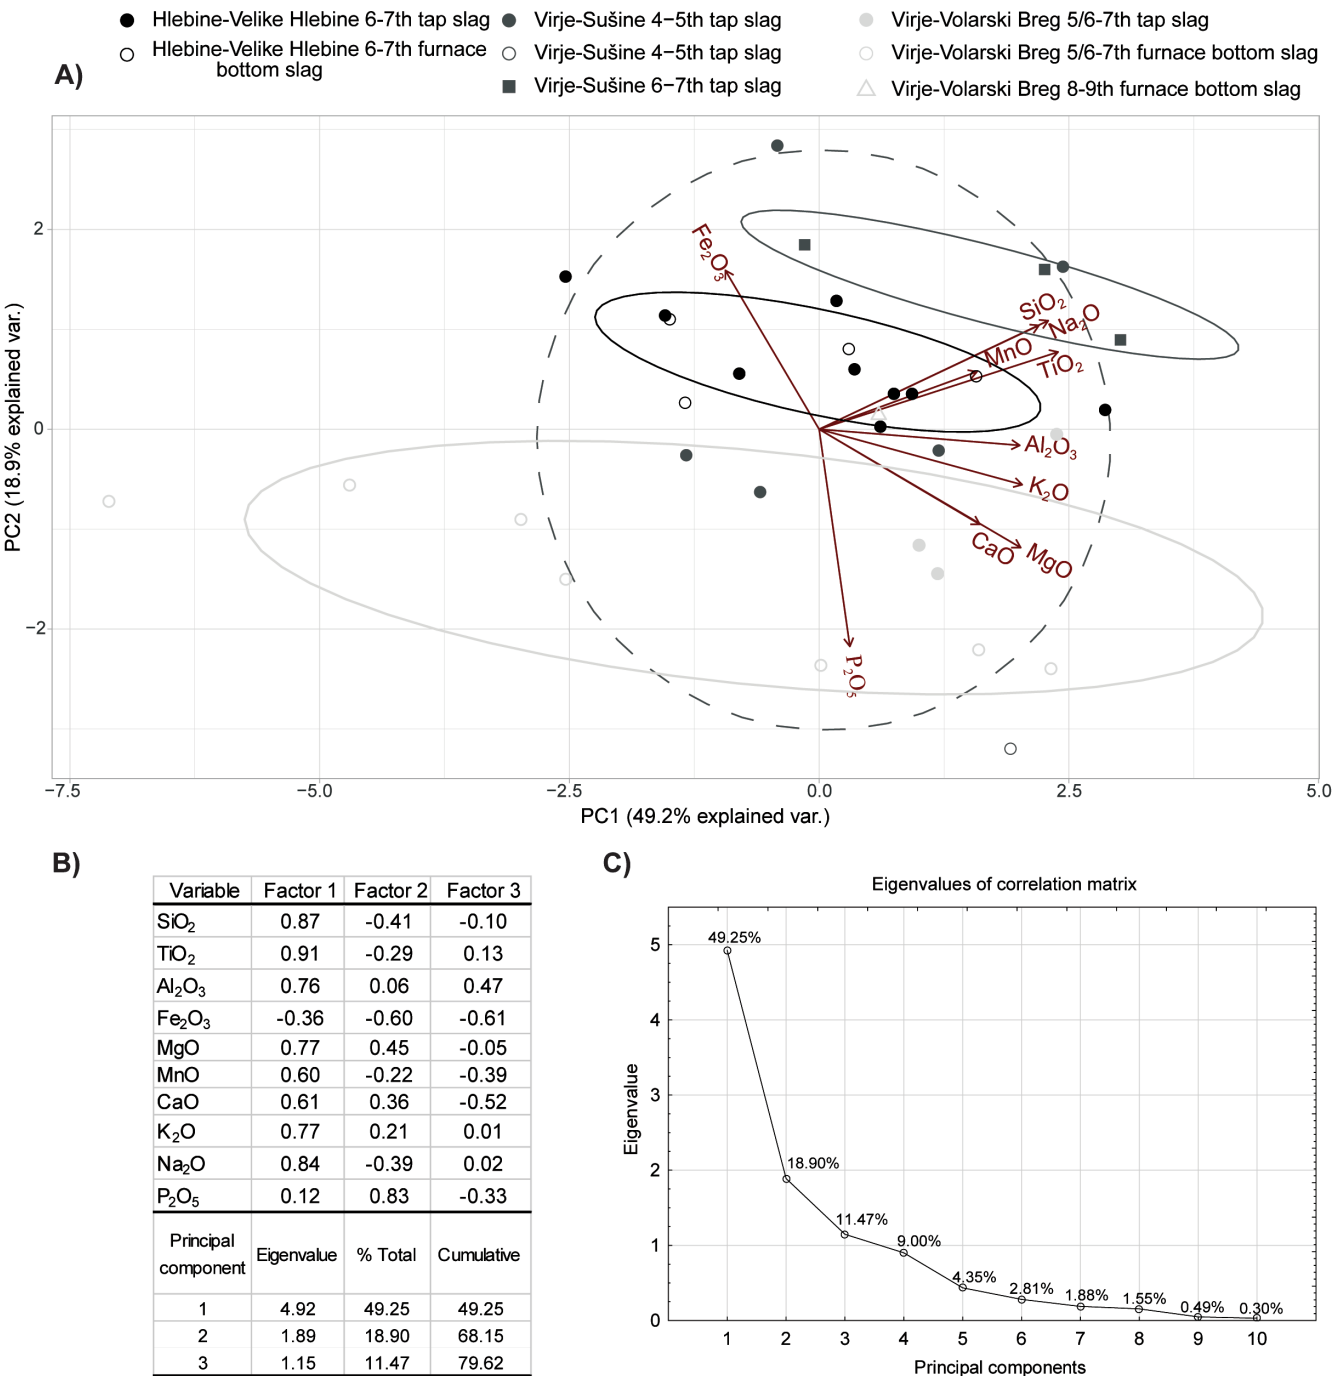 Hlebine-Velike Hlebine 6-7th tap slag
Hlebine-Velike Hlebine 6-7th furnace
bottom slag
Virje-Sušine 4−5th tap slag
Virje-Sušine 4−5th tap slag
Virje-Sušine 6−7th tap slag
Virje-Volarski Breg 5/6-7th tap slag
Virje-Volarski Breg 5/6-7th furnace bottom slag
Virje-Volarski Breg 8-9th furnace bottom slag
A)
Fe₂O₃
SiO₂
Na₂O
MnO
TiO₂
Al₂O₃
K₂O
CaO
MgO
P₂O₅
PC2 (18.9% explained var.)
2
0
−2
−7.5 −5.0 −2.5 0.0 2.5 5.0
PC1 (49.2% explained var.)
B)
Variable Factor 1 Factor 2 Factor 3
SiO₂ 0.87 -0.41 -0.10
TiO₂ 0.91 -0.29 0.13
Al₂O₃ 0.76 0.06 0.47
Fe₂O₃ -0.36 -0.60 -0.61
MgO 0.77 0.45 -0.05
MnO 0.60 -0.22 -0.39
CaO 0.61 0.36 -0.52
K₂O 0.77 0.21 0.01
Na₂O 0.84 -0.39 0.02
P₂O₅ 0.12 0.83 -0.33
Principal
component Eigenvalue % Total Cumulative
1 4.92 49.25 49.25
2 1.89 18.90 68.15
3 1.15 11.47 79.62
C)
Eigenvalues of correlation matrix
Eigenvalue
5
4
3
2
1
0
49.25%
18.90%
11.47%
9.00%
4.35%
2.81%
1.88%
1.55%
0.49%
0.30%
1 2 3 4 5 6 7 8 9 10
Principal components